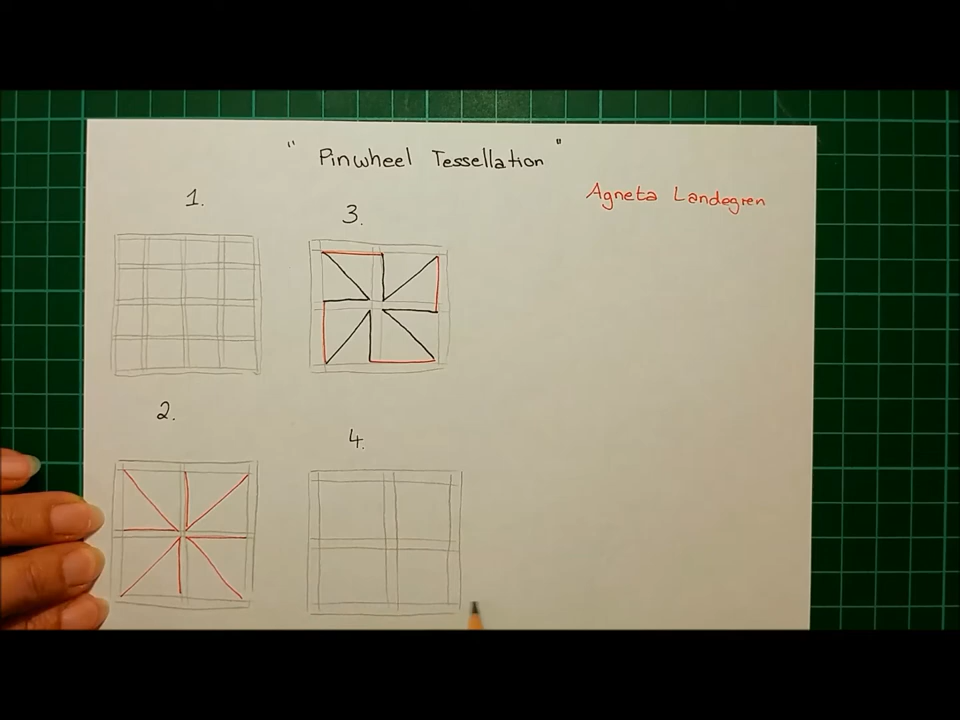 " Pinwheel Tessellation "
Agneta Landegren
1.
3.
2.
4.